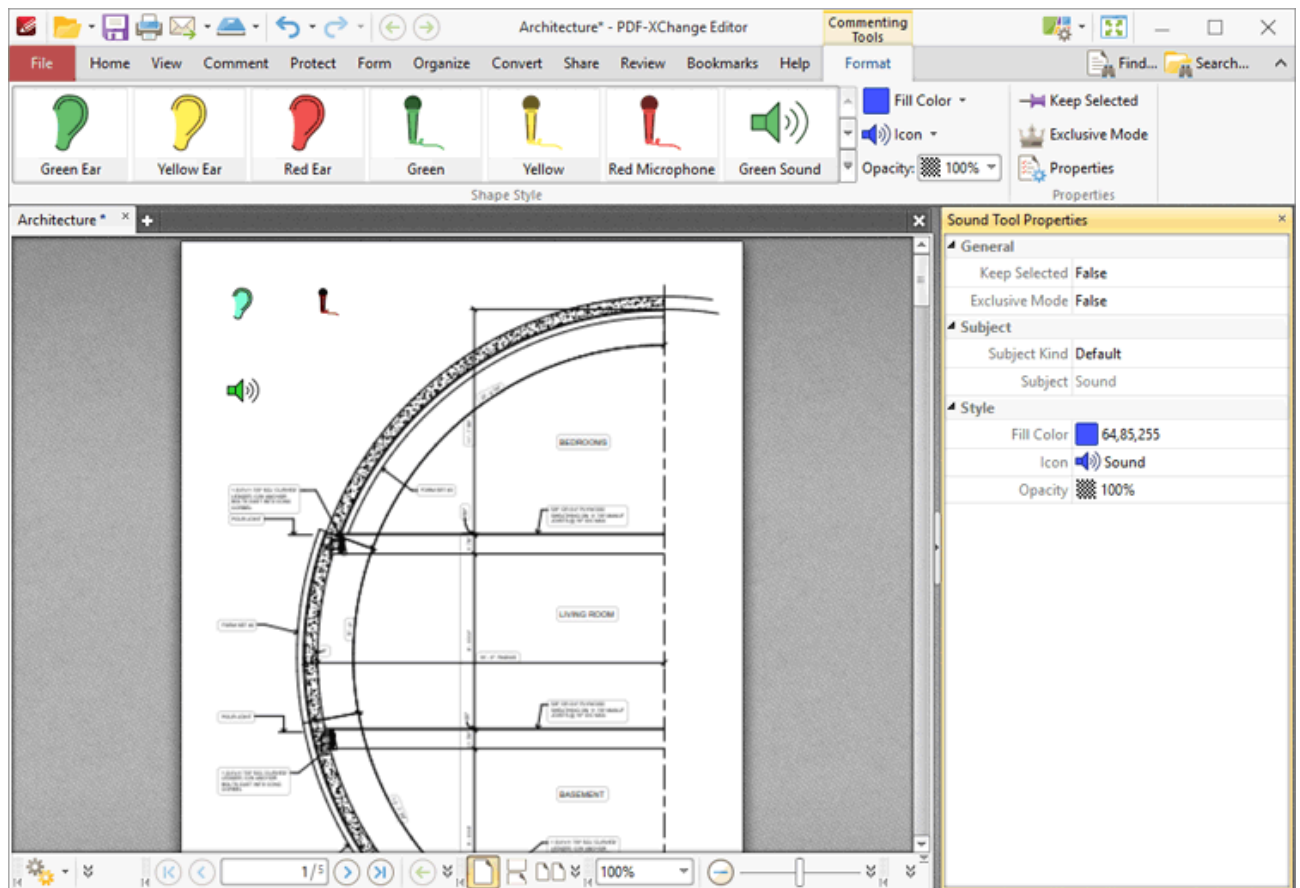 Architecture* - PDF-XChange Editor
Commenting
Tools
File Home View Comment Protect Form Organize Convert Share Review Bookmarks Help Format Find... Search...
Fill Color
Keep Selected
Icon
Exclusive Mode
Green Ear Yellow Ear Red Ear Green Yellow Red Microphone Green Sound
Opacity: 100%
Properties
Shape Style
Properties
Architecture *
Sound Tool Properties
General
Keep Selected False
Exclusive Mode False
Subject
Subject Kind Default
Subject Sound
Style
Fill Color 64,85,255
Icon Sound
Opacity 100%
BEDROOMS
LIVING ROOM
BASEMENT
1/5
100%